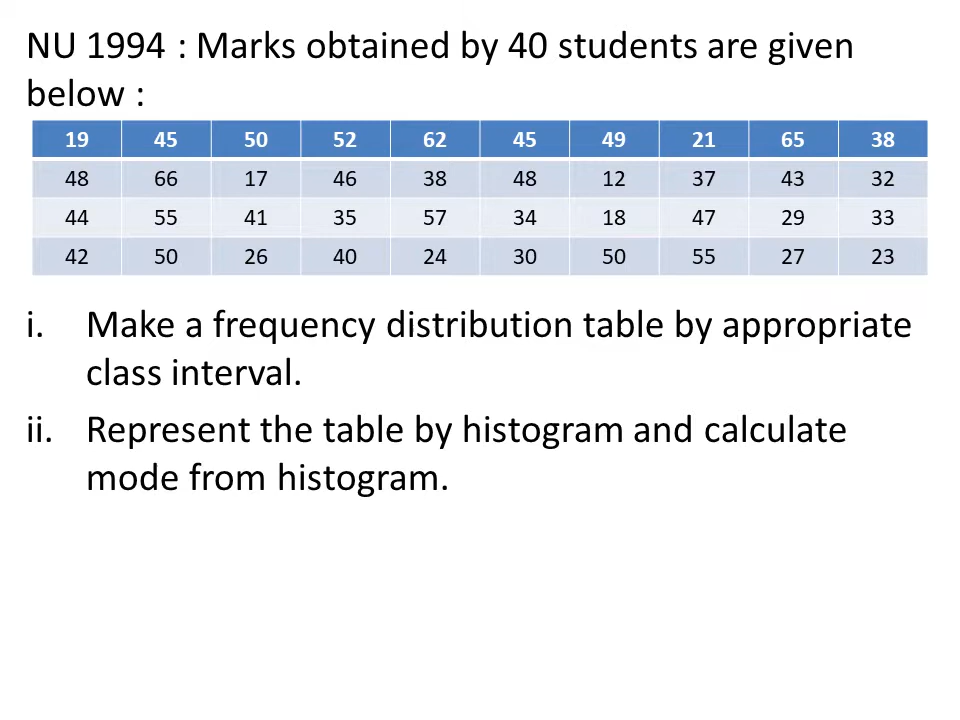 NU 1994 : Marks obtained by 40 students are given
below :
19 45 50 52 62 45 49 21 65 38
48 66 17 46 38 48 12 37 43 32
44 55 41 35 57 34 18 47 29 33
42 50 26 40 24 30 50 55 27 23
i. Make a frequency distribution table by appropriate
class interval.
ii. Represent the table by histogram and calculate
mode from histogram.